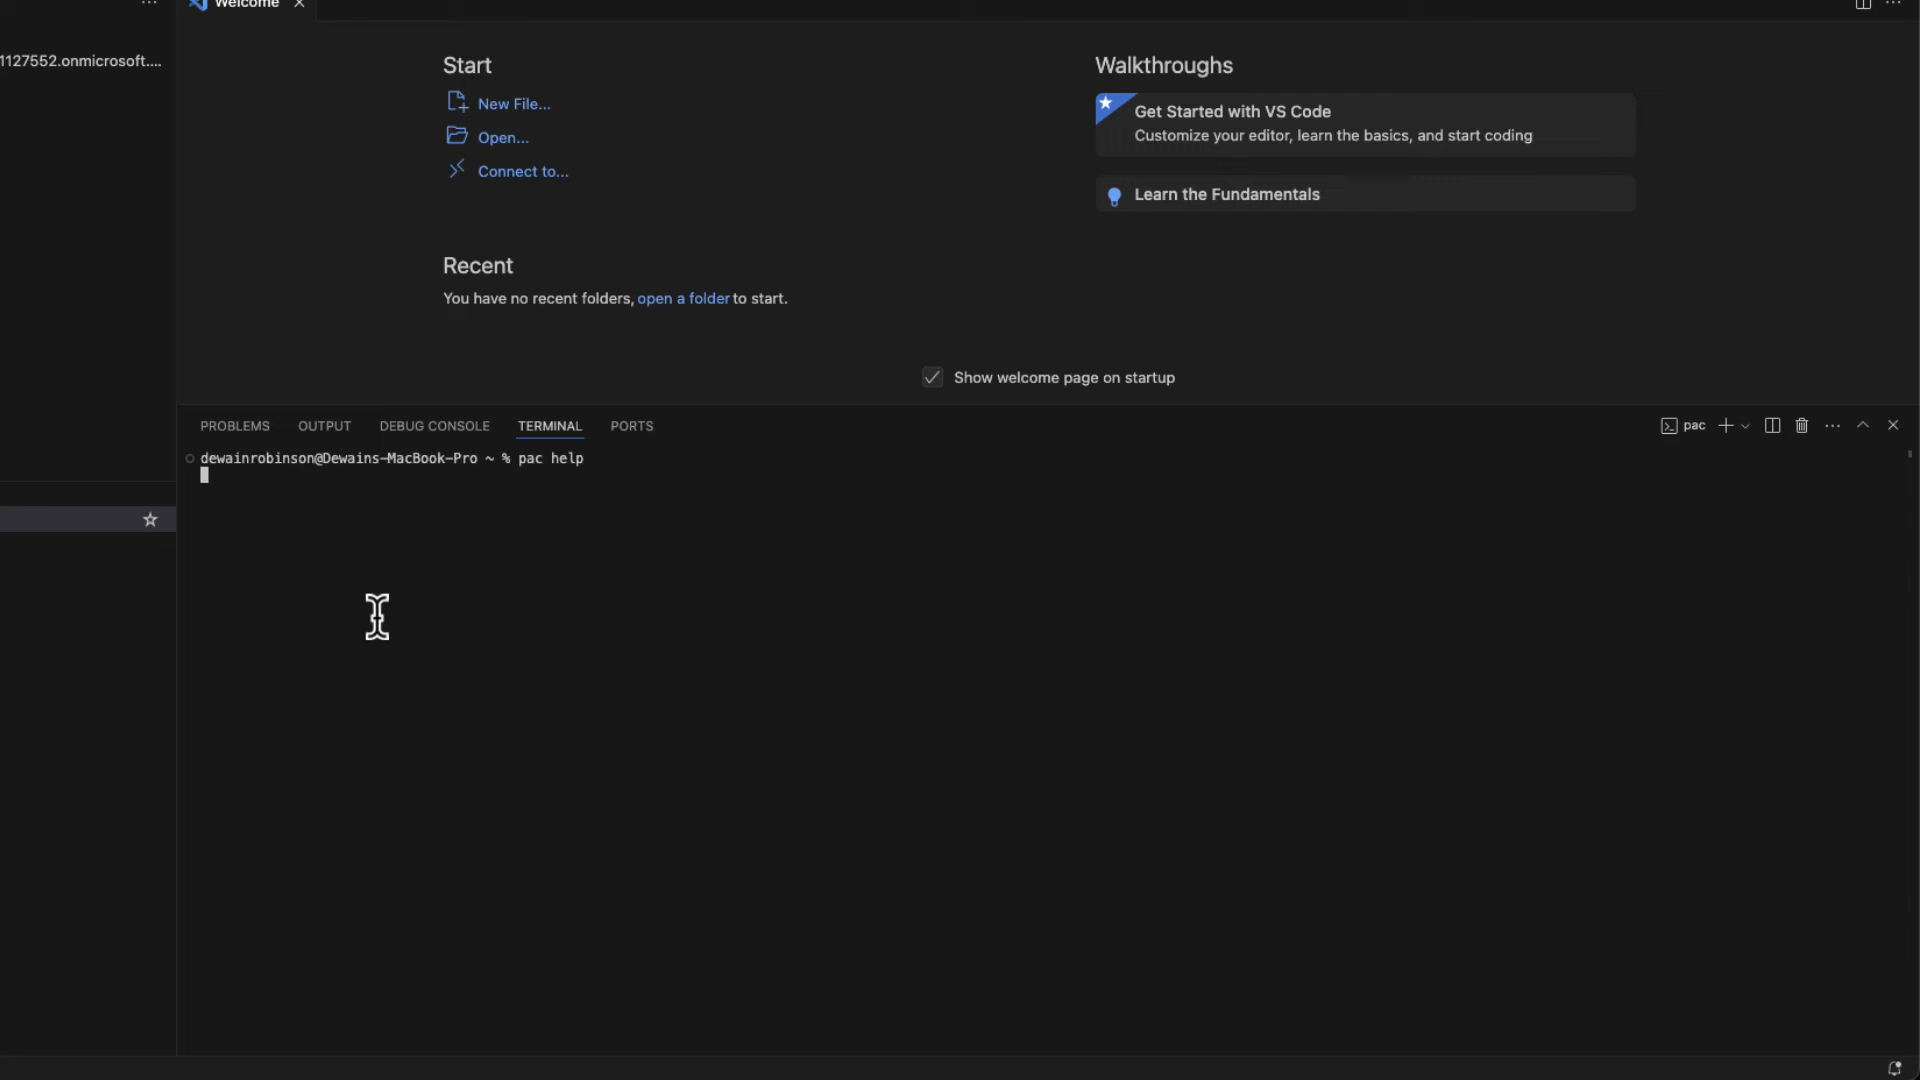 Welcome
1127552.onmicrosoft....
Start
New File...
Open...
Connect to...
Walkthroughs
Get Started with VS Code
Customize your editor, learn the basics, and start coding
Learn the Fundamentals
Recent
You have no recent folders, open a folder to start.
Show welcome page on startup
PROBLEMS OUTPUT DEBUG CONSOLE TERMINAL PORTS
pac
dewainrobinson@Dewains-MacBook-Pro ~ % pac help